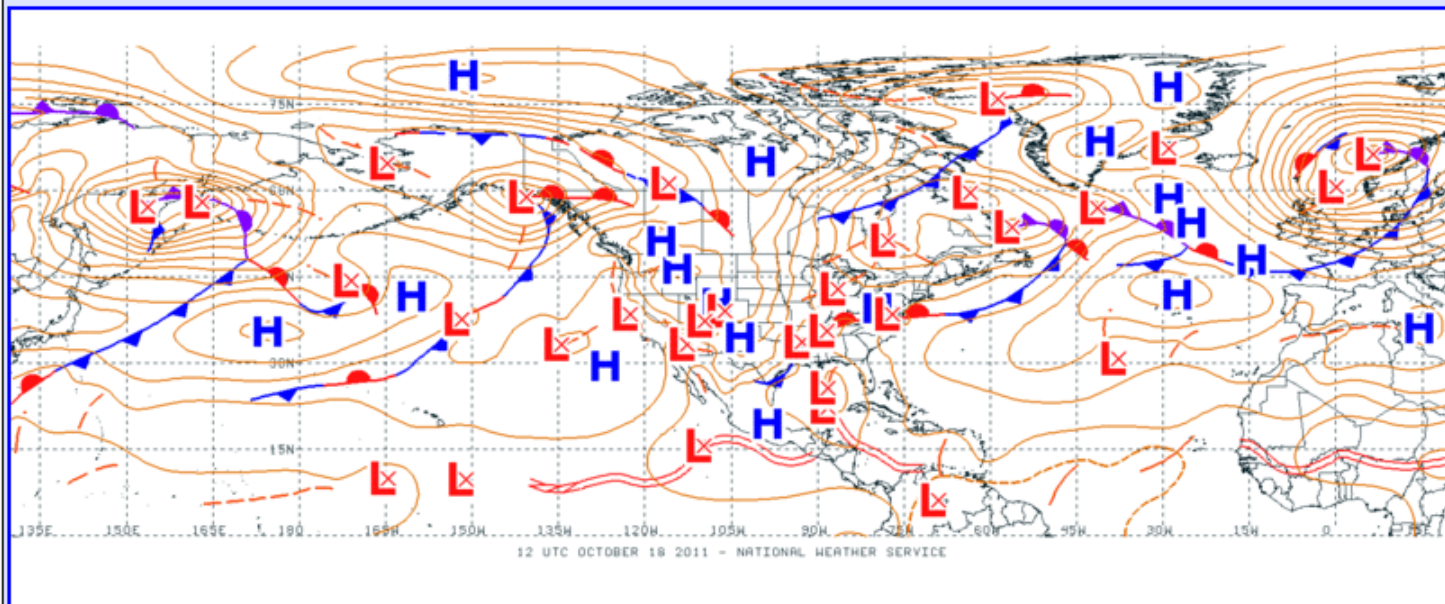 H
H
L
75N
H
L
L
L H
L L
L L L 60N L H
L L L H
H L
H H
L H L H H
L L L L H L H H
H L L L H L L L
30N H L
L
H L
L 15N
L L
L
135E 150E 165E 180 165W 150W 135W 120W 105W 90W 75W 60W 45W 30W 15W 0 15E
12 UTC OCTOBER 18 2011 - NATIONAL WEATHER SERVICE